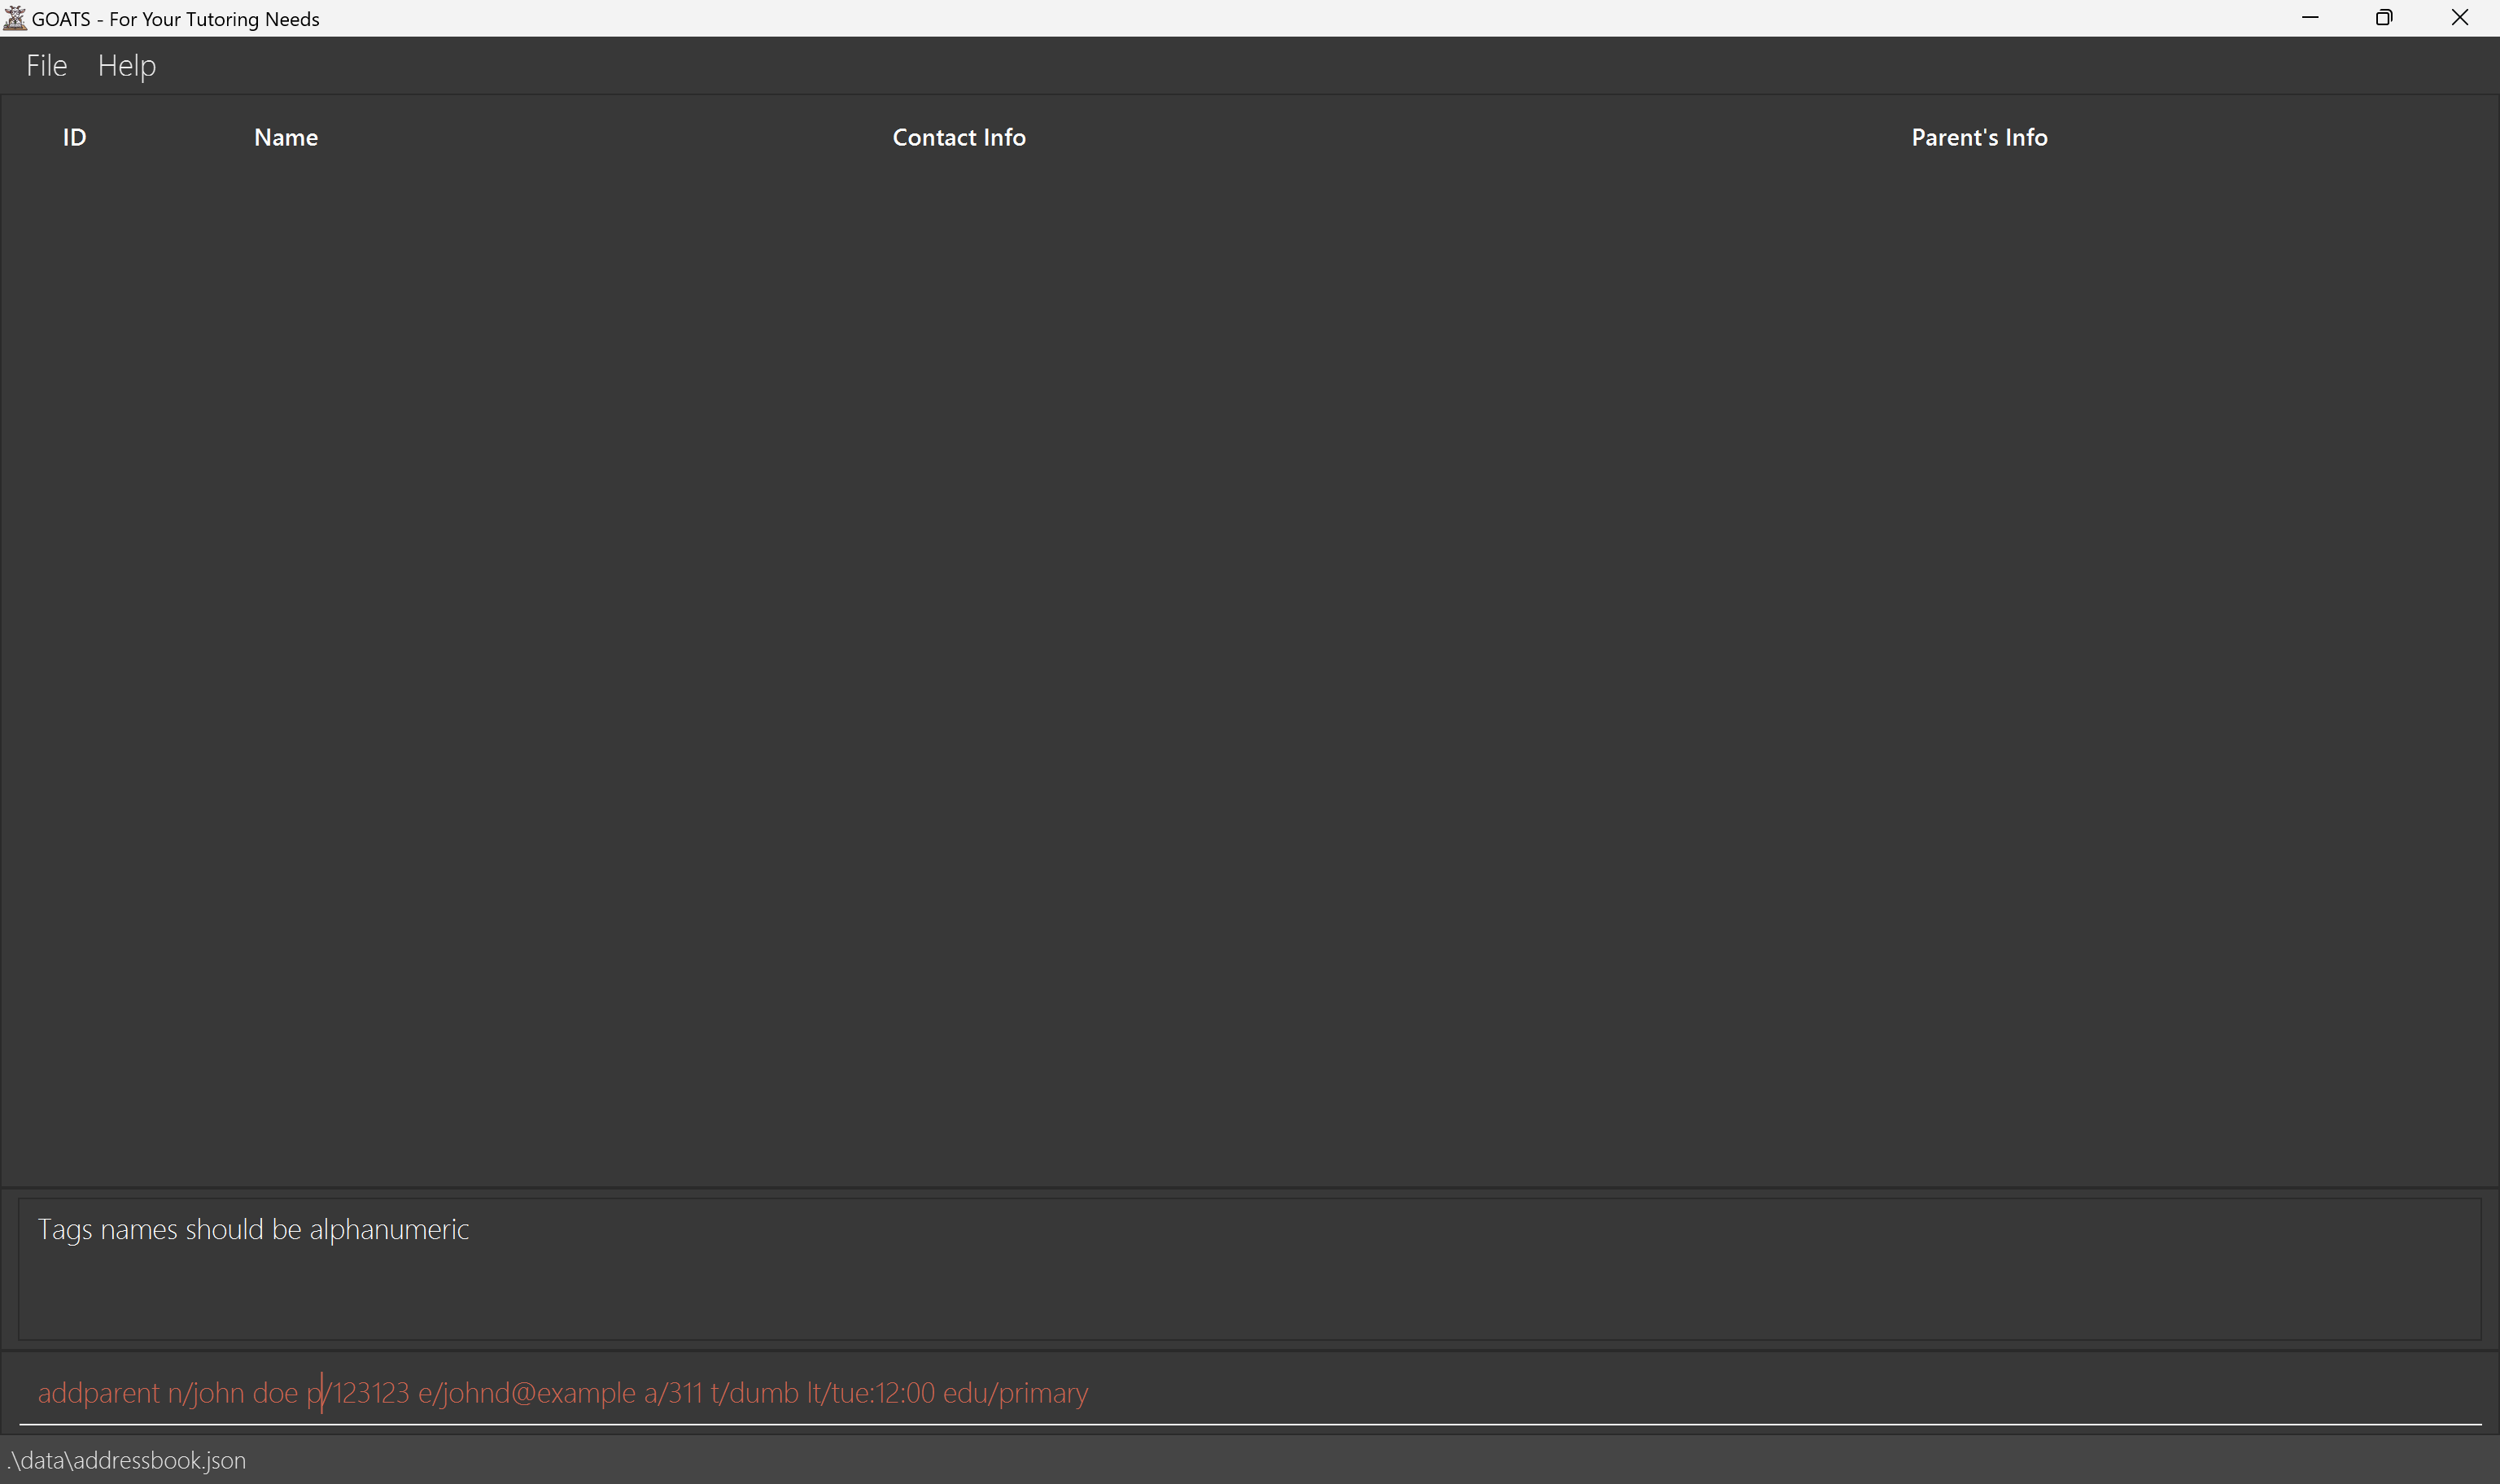 GOATS - For Your Tutoring Needs
File Help
ID Name Contact Info Parent's Info
Tags names should be alphanumeric
addparent n/john doe p/123123 e/johnd@example a/311 t/dumb lt/tue:12:00 edu/primary
.\data\addressbook.json